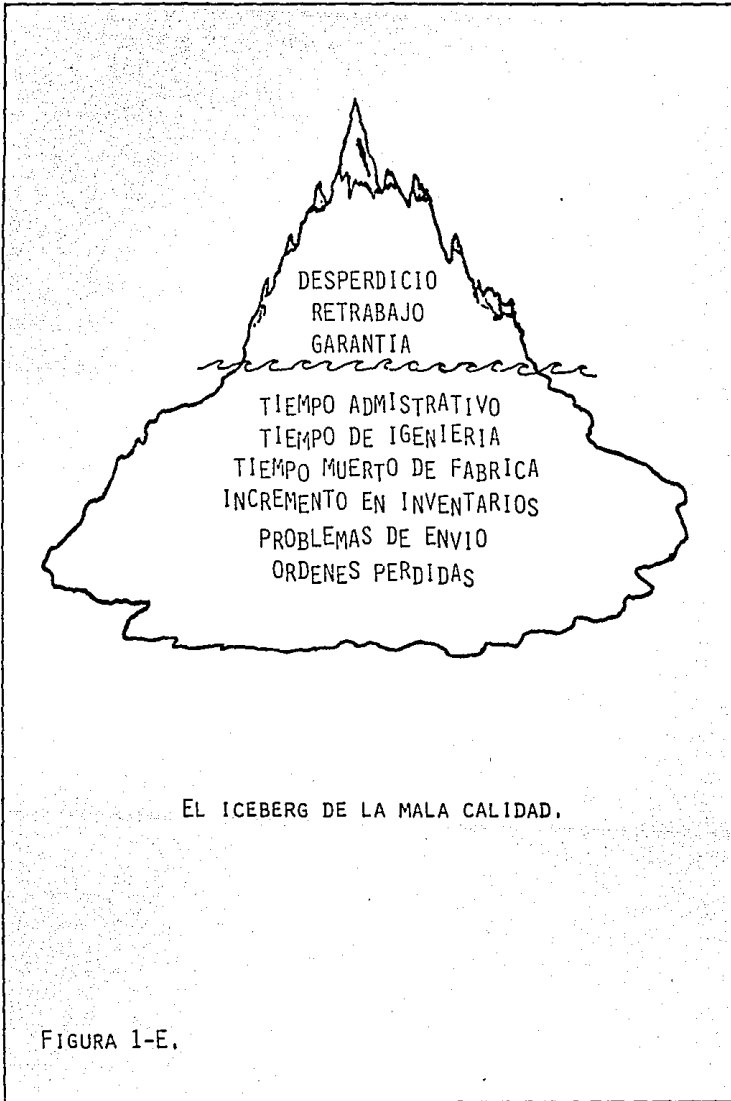 DESPERDICIO
RETRABAJO
GARANTIA
TIEMPO ADMISTRATIVO
TIEMPO DE IGENIERIA
TIEMPO MUERTO DE FABRICA
INCREMENTO EN INVENTARIOS
PROBLEMAS DE ENVIO
ORDENES PERDIDAS
EL ICEBERG DE LA MALA CALIDAD.
FIGURA 1-E.